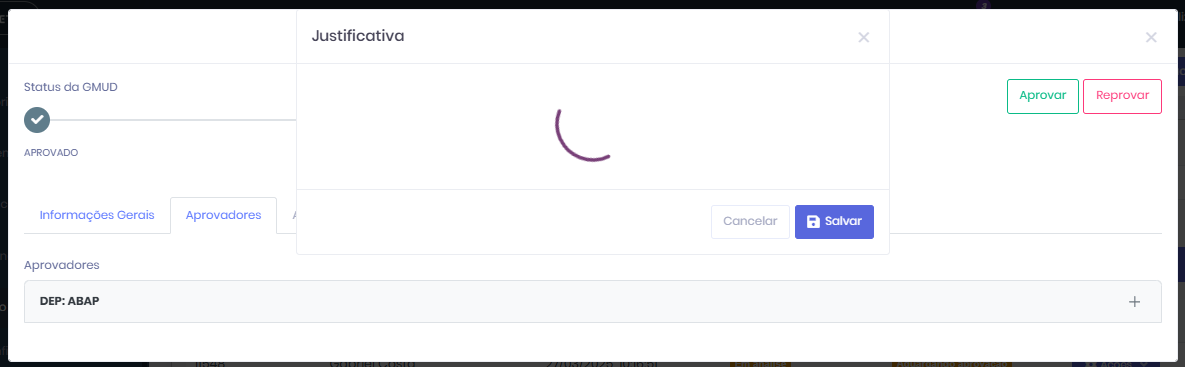 Justificativa
Status da GMUD
Aprovar
Reprovar
APROVADO
Informações Gerais
Aprovadores
Cancelar
Salvar
Aprovadores
DEP: ABAP